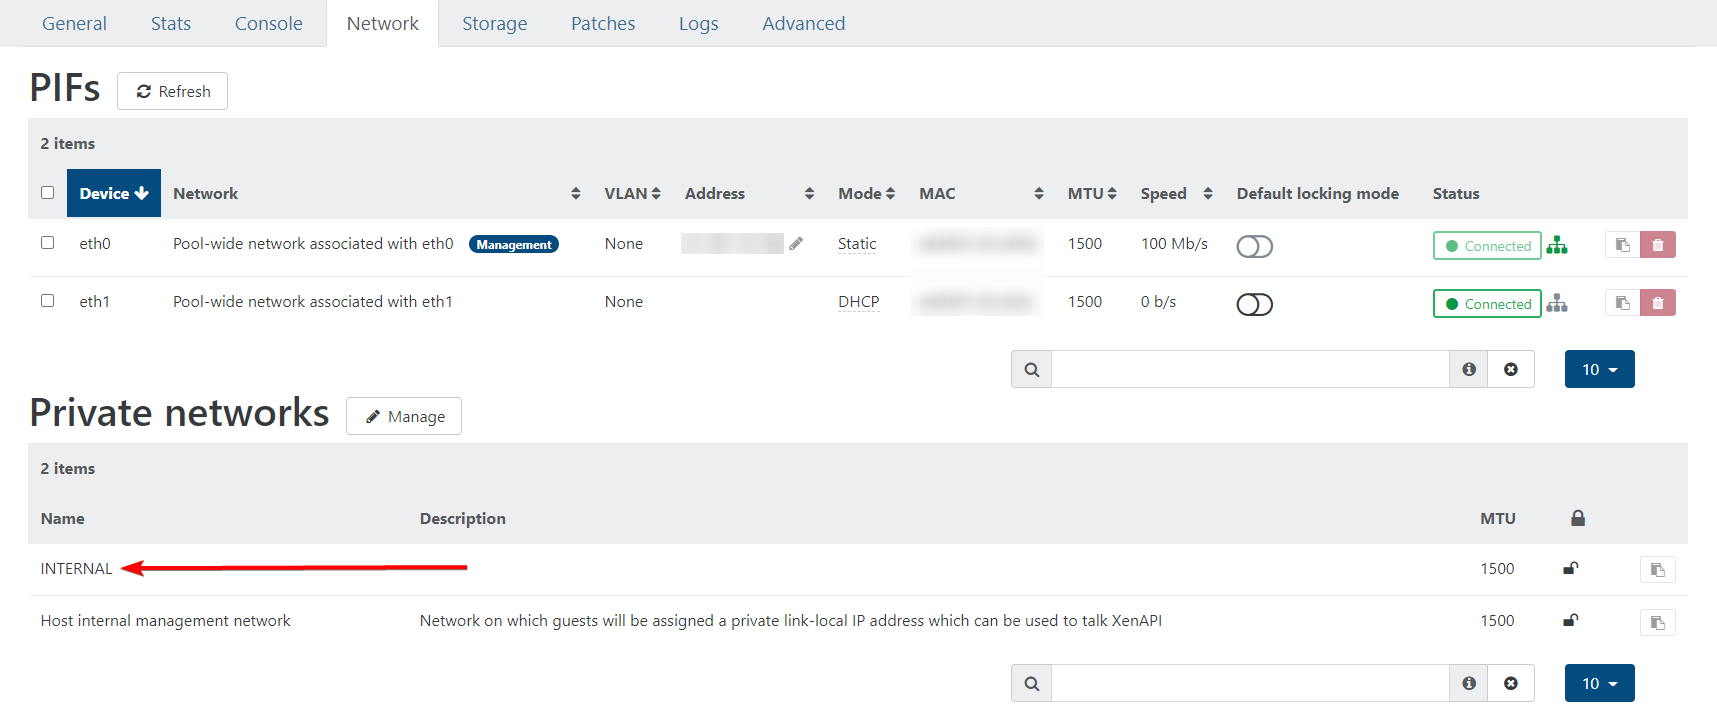 General Stats Console Network Storage Patches Logs Advanced
PIFs Refresh
2 items
Device Network VLAN Address Mode MAC MTU Speed Default locking mode Status
eth0 Pool-wide network associated with eth0 Management None Static 1500 100 Mb/s Connected
eth1 Pool-wide network associated with eth1 None DHCP 1500 0 b/s Connected
10
Private networks Manage
2 items
Name Description MTU
INTERNAL 1500
Host internal management network Network on which guests will be assigned a private link-local IP address which can be used to talk XenAPI 1500
10